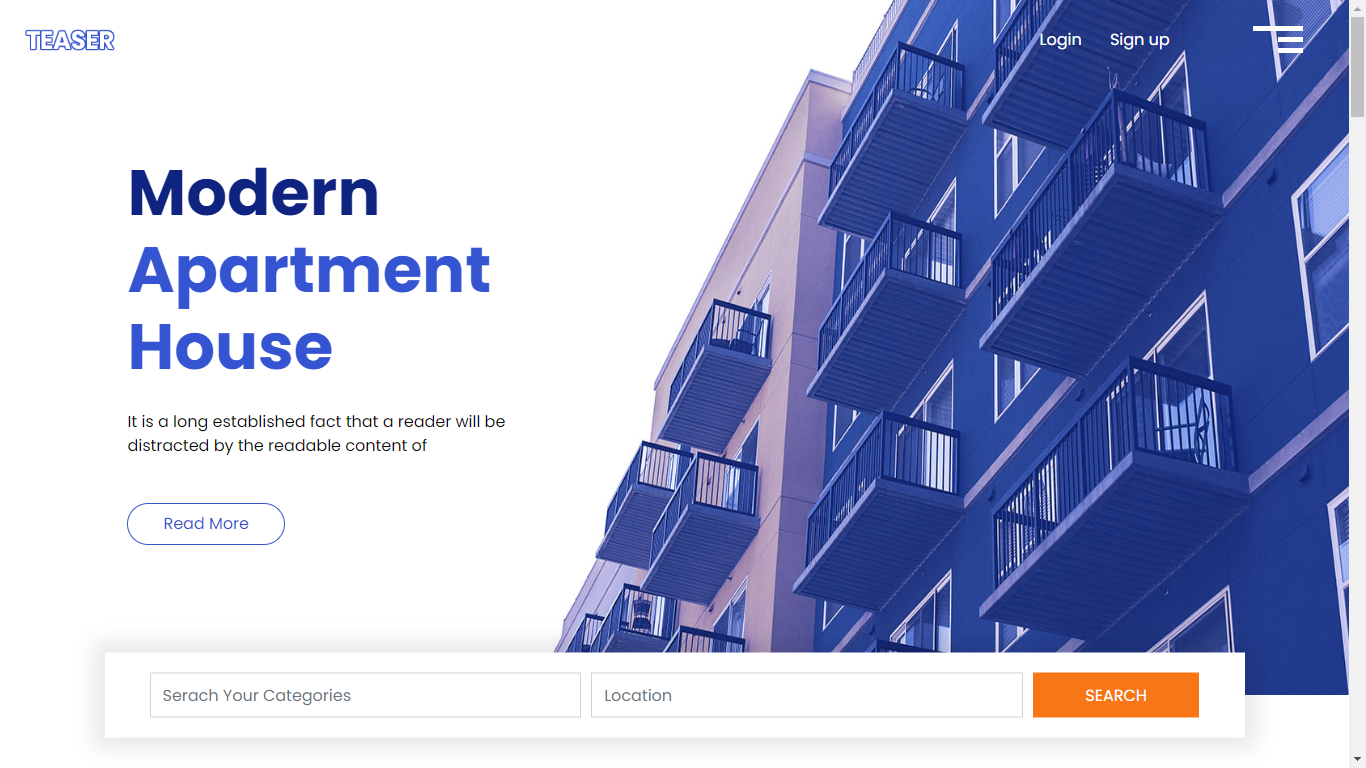 TEASER
Login
Sign up
Modern
Apartment
House
It is a long established fact that a reader will be
distracted by the readable content of
Read More
Serach Your Categories
Location
SEARCH